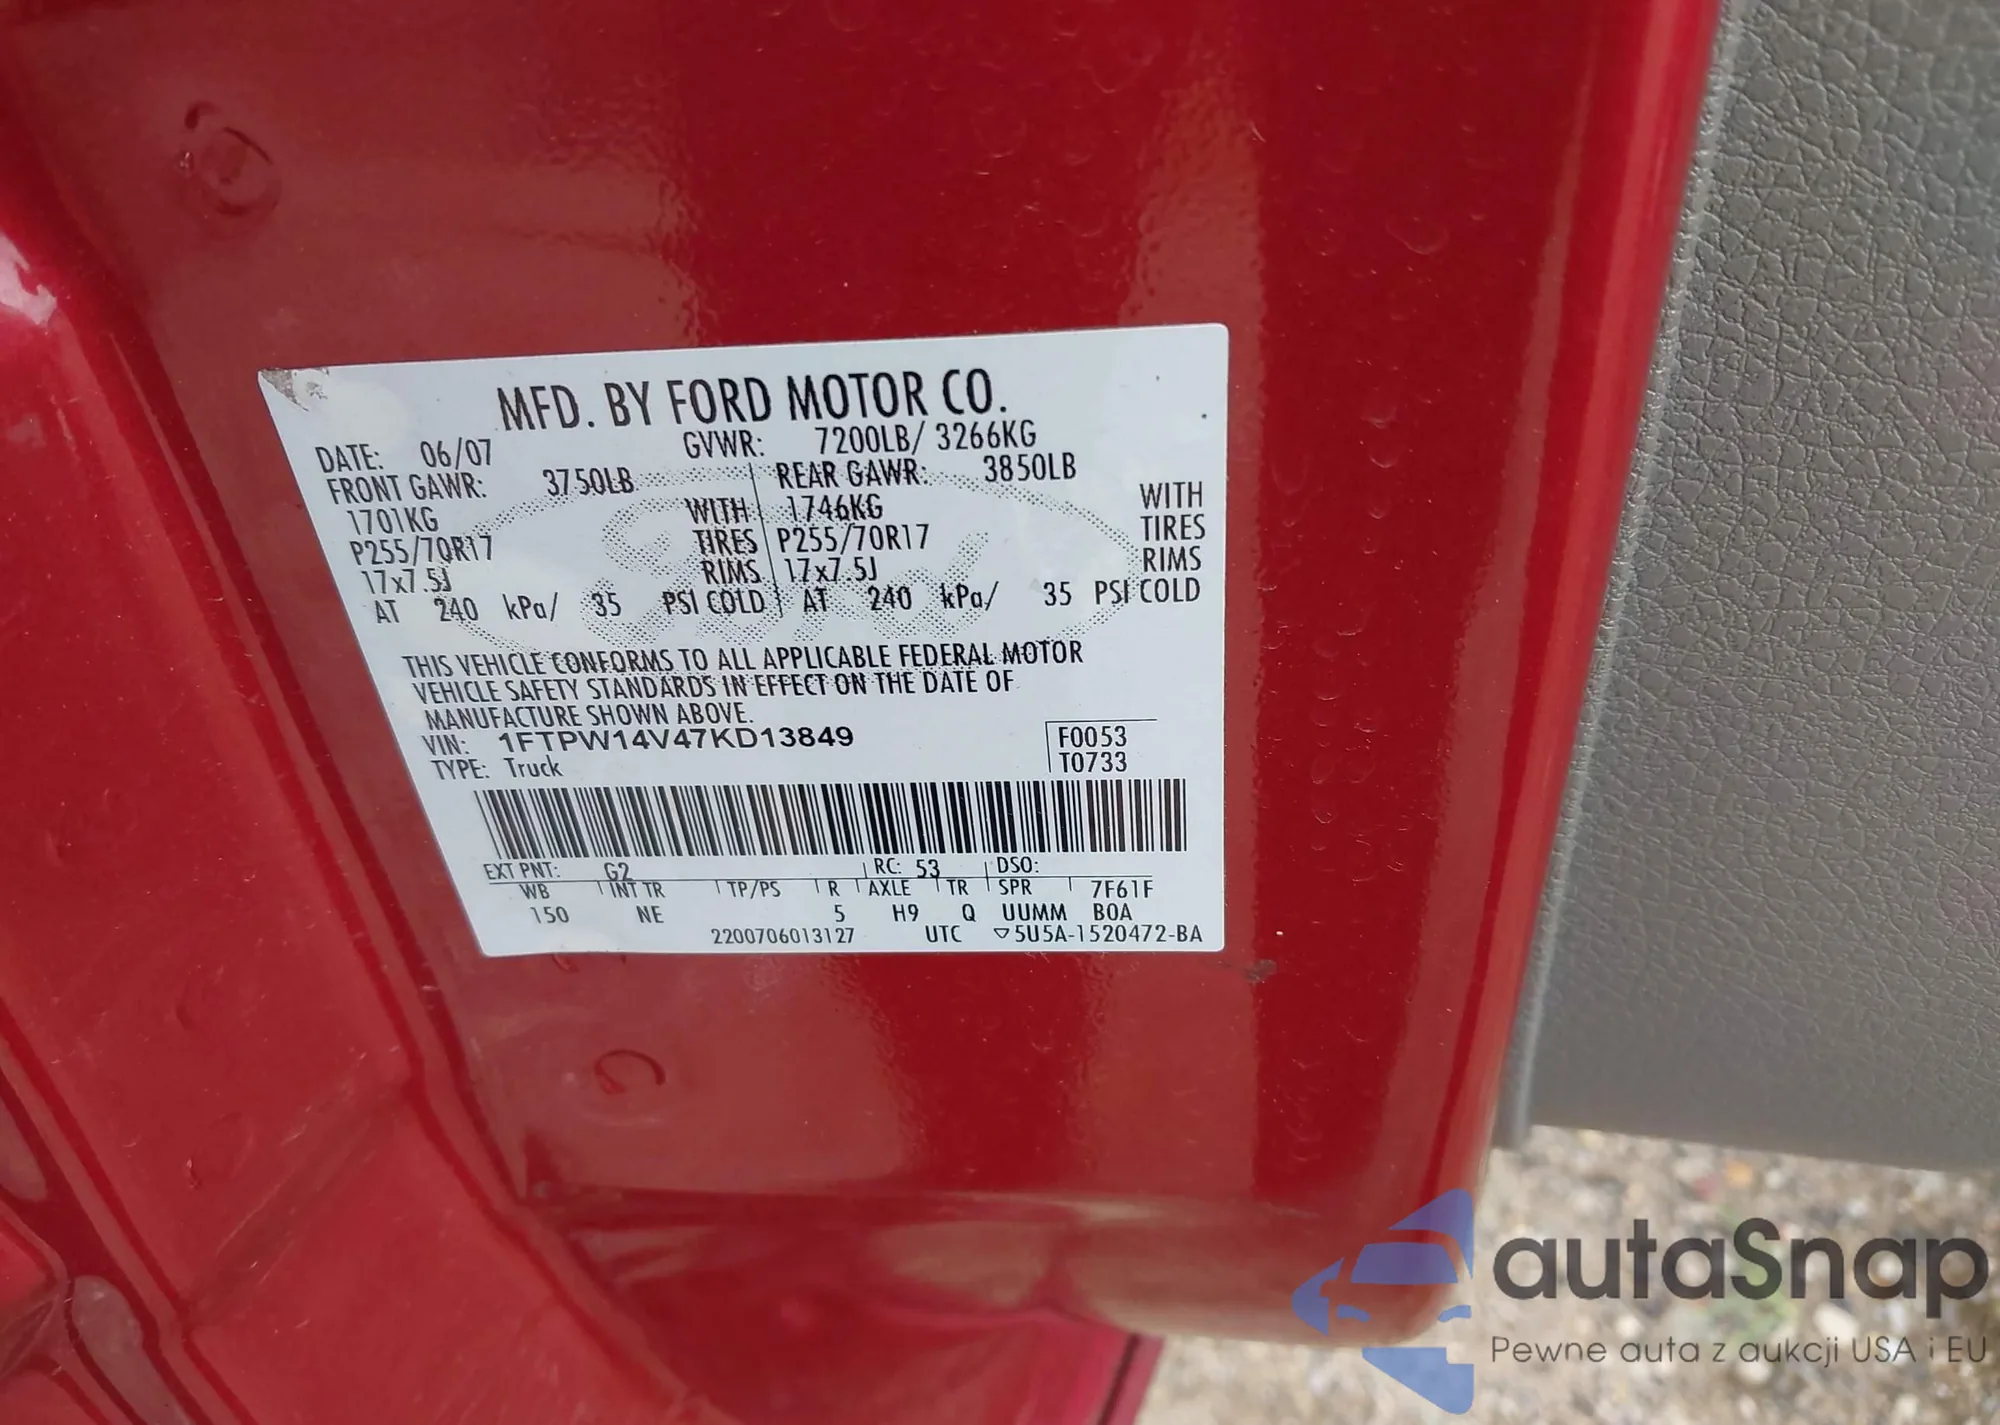 MFD. BY FORD MOTOR CO.
DATE: 06/07 GVWR: 7200LB/ 3266KG
FRONT GAWR: 3750LB REAR GAWR: 3850LB
1701KG WITH 1746KG WITH
P255/70R17 TIRES P255/70R17 TIRES
17x7.5J RIMS 17x7.5J RIMS
AT 240 kPa/ 35 PSI COLD AT 240 kPa/ 35 PSI COLD
THIS VEHICLE CONFORMS TO ALL APPLICABLE FEDERAL MOTOR
VEHICLE SAFETY STANDARDS IN EFFECT ON THE DATE OF
MANUFACTURE SHOWN ABOVE.
VIN: 1FTPW14V47KD13849 F0053
TYPE: Truck T0733
EXT PNT: G2 RC: 53 DSO:
WB INT TR TP/PS R AXLE TR SPR 7F61F
150 NE 5 H9 Q UUMM BOA
2200706013127 UTC ▽5U5A-1520472-BA
autaSnap
Pewne auta z aukcji USA i EU